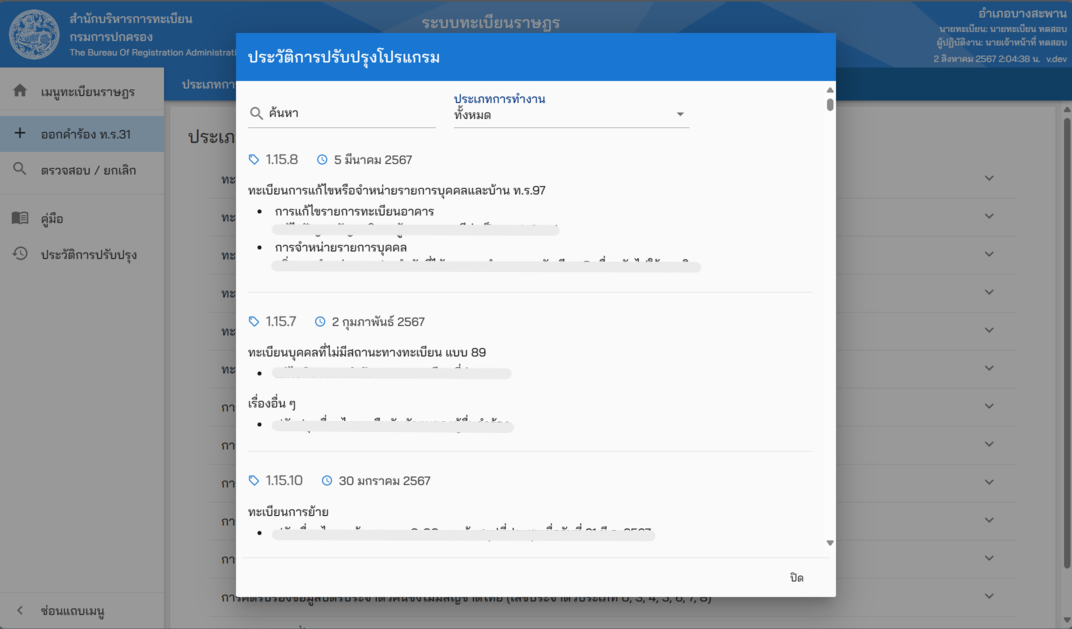 สำนักบริหารการทะเบียน
กรมการปกครอง
The Bureau Of Registration Administrati
ระบบทะเบียนราษฎร
อำเภอบางสะพาน
นายทะเบียน: นายทะเบียน ทดสอบ
ผู้ปฏิบัติงาน: นายเจ้าหน้าที่ ทดสอบ
2 สิงหาคม 2567 2:04:38 น. v.dev
เมนูทะเบียนราษฎร
ออกคำร้อง ท.ร.31
ตรวจสอบ / ยกเลิก
คู่มือ
ประวัติการปรับปรุง
ซ่อนแถบเมนู
ประเภทกา
ประเภ
ทะ
ทะ
ทะ
ทะ
ทะ
ทะ
กา
กา
กา
กา
กา
ประวัติการปรับปรุงโปรแกรม
ค้นหา
ประเภทการทำงาน
ทั้งหมด
1.15.8 5 มีนาคม 2567
ทะเบียนการแก้ไขหรือจำหน่ายรายการบุคคลและบ้าน ท.ร.97
• การแก้ไขรายการทะเบียนอาคาร
• การจำหน่ายรายการบุคคล
1.15.7 2 กุมภาพันธ์ 2567
ทะเบียนบุคคลที่ไม่มีสถานะทางทะเบียน แบบ 89
เรื่องอื่น ๆ
1.15.10 30 มกราคม 2567
ทะเบียนการย้าย
ปิด